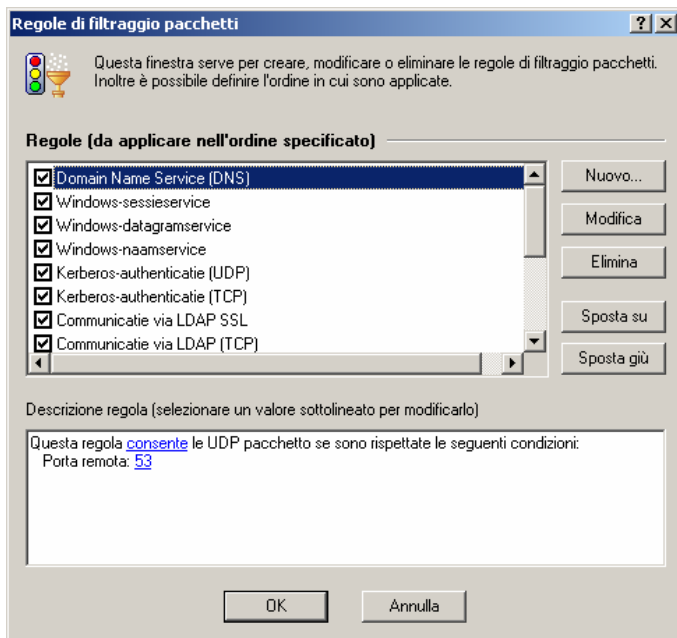 Regole di filtraggio pacchetti
Questa finestra serve per creare, modificare o eliminare le regole di filtraggio pacchetti.
Inoltre è possibile definire l'ordine in cui sono applicate.
Regole (da applicare nell'ordine specificato)
Domain Name Service (DNS)
Windows-sessieservice
Windows-datagramservice
Windows-naamservice
Kerberos-authenticatie (UDP)
Kerberos-authenticatie (TCP)
Communicatie via LDAP SSL
Communicatie via LDAP (TCP)
Nuovo...
Modifica
Elimina
Sposta su
Sposta giù
Descrizione regola (selezionare un valore sottolineato per modificarlo)
Questa regola consente le UDP pacchetto se sono rispettate le seguenti condizioni:
Porta remota: 53
OK
Annulla